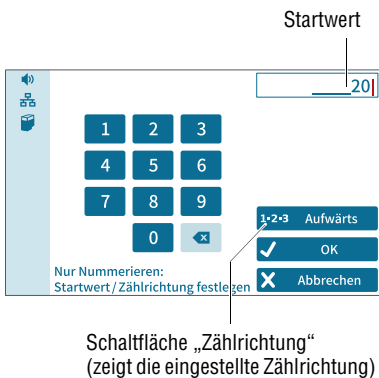 Startwert
20
1 2 3
4 5 6
7 8 9
0
1▪2▪3 Aufwärts
OK
Abbrechen
Nur Nummerieren:
Startwert / Zählrichtung festlegen
Schaltfläche „Zählrichtung“
(zeigt die eingestellte Zählrichtung)